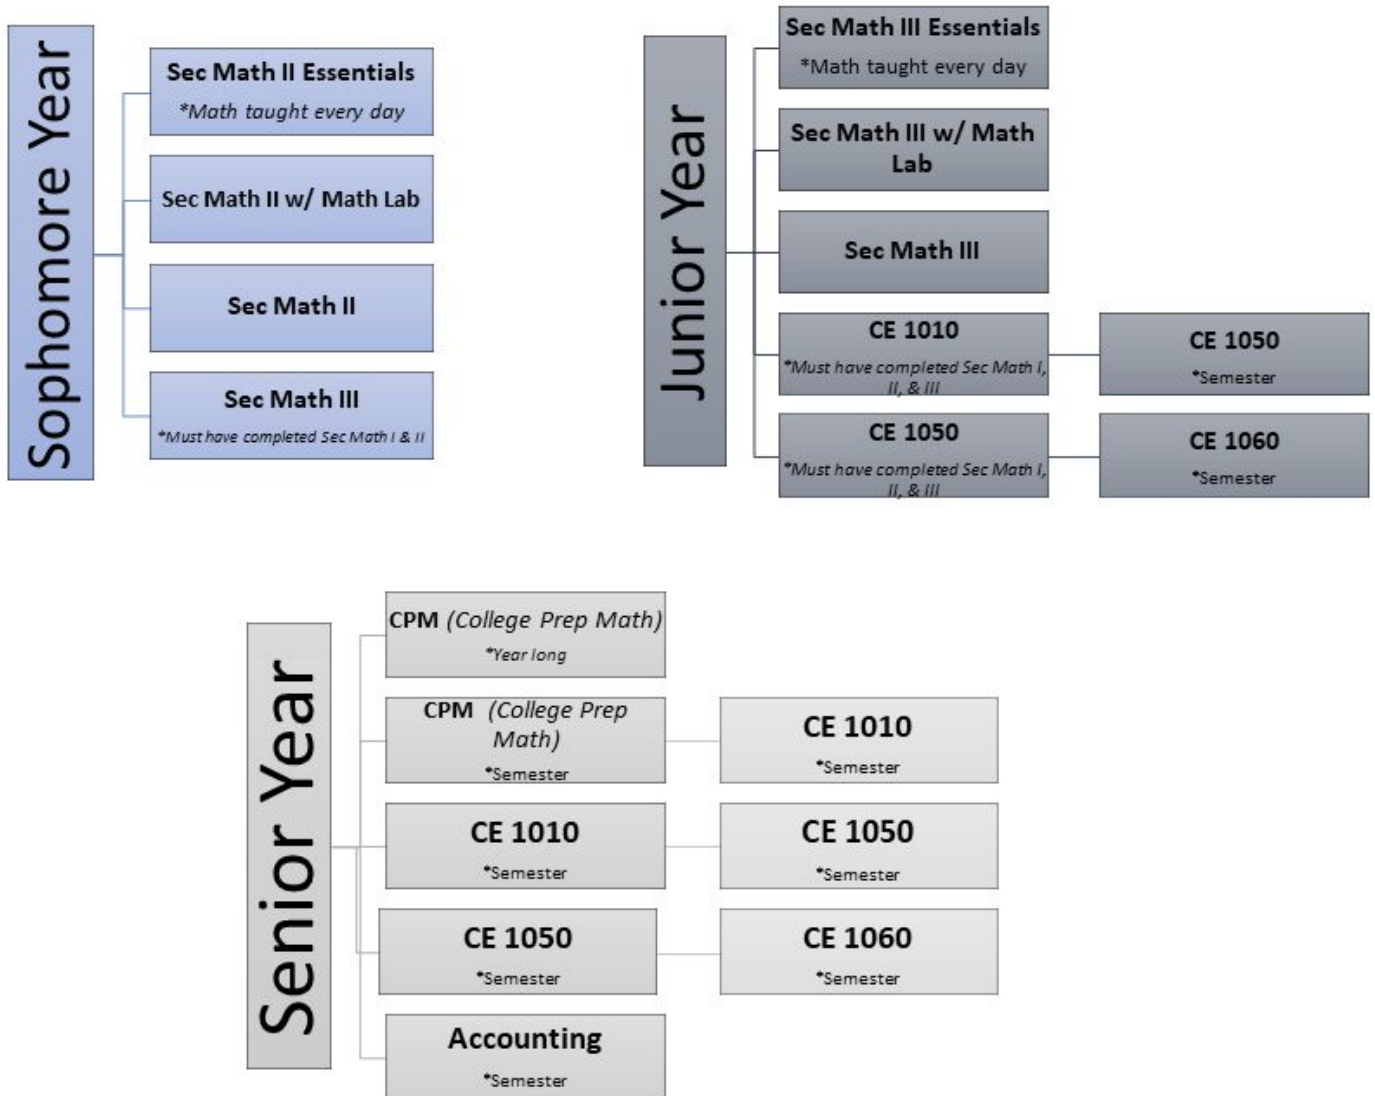 Sophomore Year
Sec Math II Essentials
*Math taught every day
Sec Math II w/ Math Lab
Sec Math II
Sec Math III
*Must have completed Sec Math I & II
Junior Year
Sec Math III Essentials
*Math taught every day
Sec Math III w/ Math
Lab
Sec Math III
CE 1010
*Must have completed Sec Math I,
II, & III
CE 1050
*Semester
CE 1050
*Must have completed Sec Math I,
II, & III
CE 1060
*Semester
Senior Year
CPM (College Prep Math)
*Year long
CPM (College Prep
Math)
*Semester
CE 1010
*Semester
CE 1010
*Semester
CE 1050
*Semester
CE 1050
*Semester
CE 1060
*Semester
Accounting
*Semester